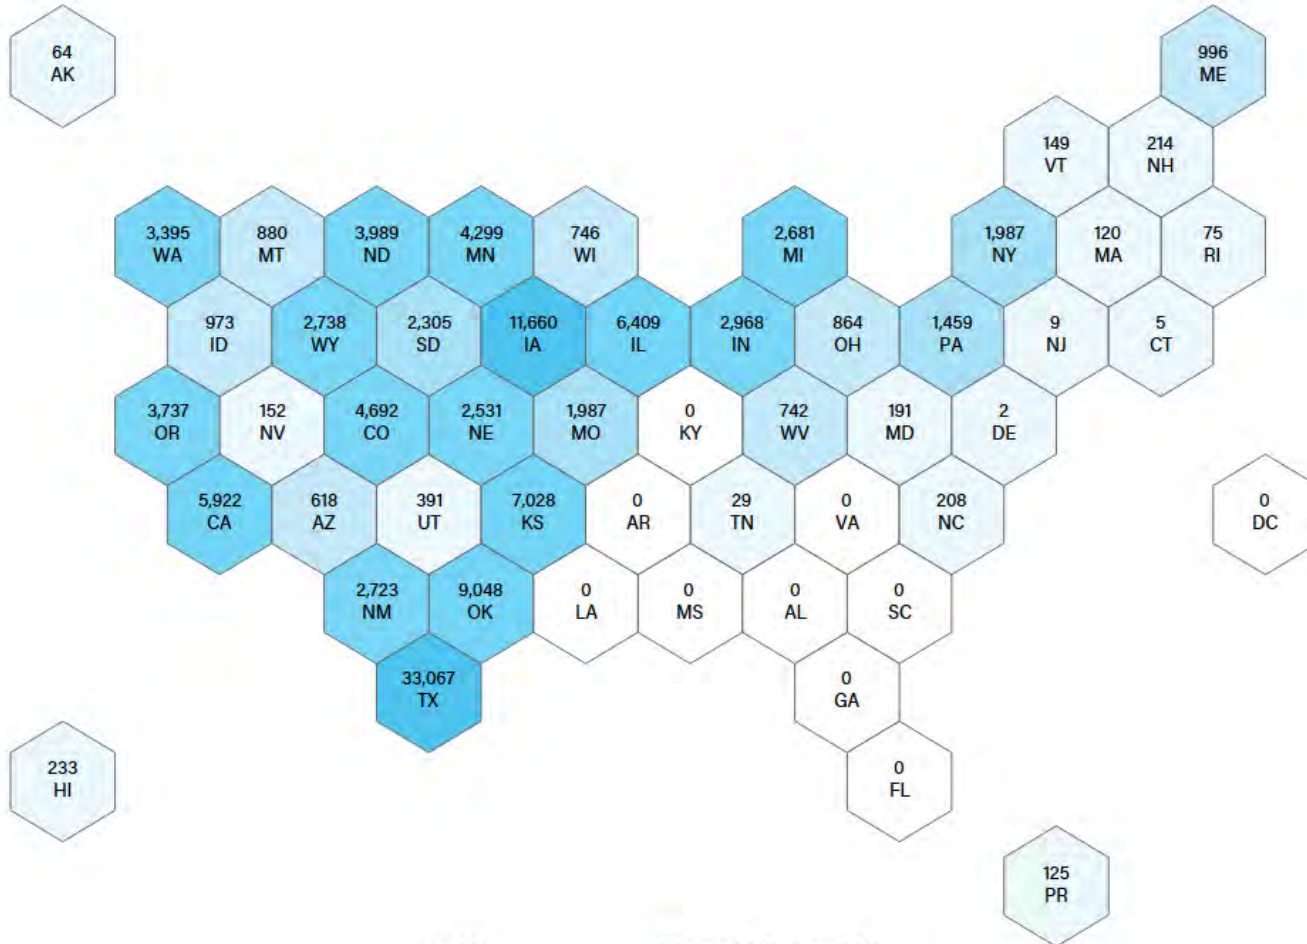 64
AK
996
ME
149
VT
214
NH
3,395
WA
880
MT
3,989
ND
4,299
MN
746
WI
2,681
MI
1,987
NY
120
MA
75
RI
973
ID
2,738
WY
2,305
SD
11,660
IA
6,409
IL
2,968
IN
864
OH
1,459
PA
9
NJ
5
CT
3,737
OR
152
NV
4,692
CO
2,531
NE
1,987
MO
0
KY
742
WV
191
MD
2
DE
5,922
CA
618
AZ
391
UT
7,028
KS
0
AR
29
TN
0
VA
208
NC
0
DC
2,723
NM
9,048
OK
0
LA
0
MS
0
AL
0
SC
33,067
TX
0
GA
233
HI
0
FL
125
PR